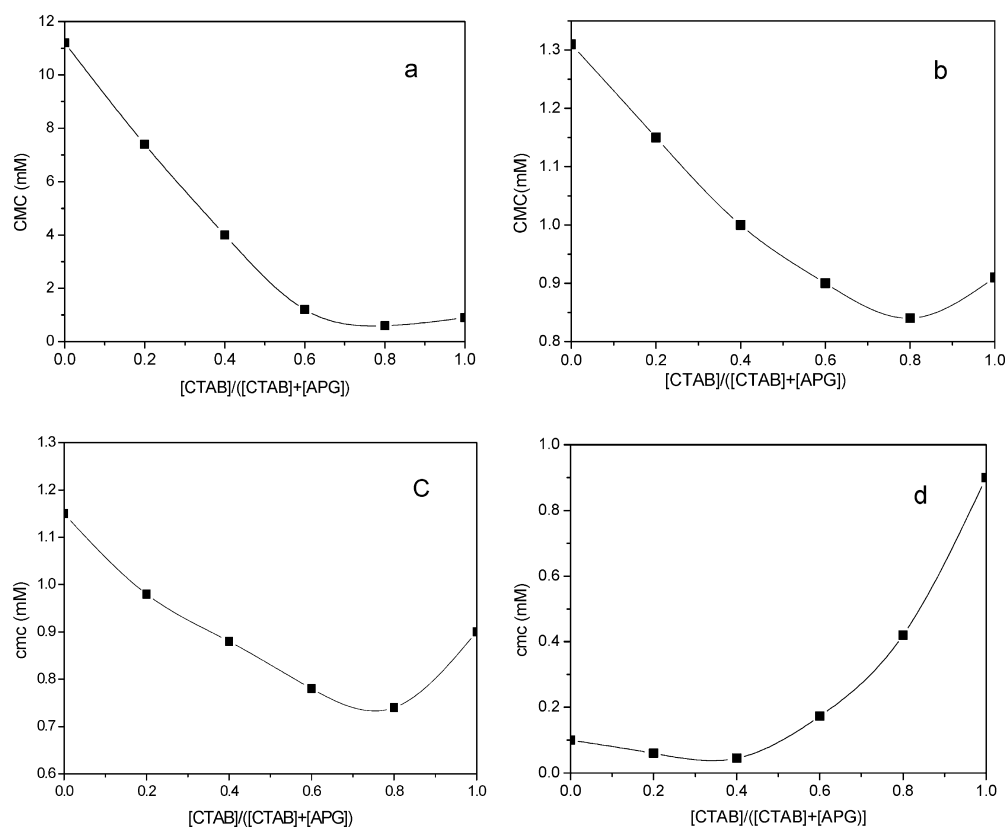 12
10
8
6
4
2
0
CMC (mM)
a
0.0 0.2 0.4 0.6 0.8 1.0
[CTAB]/([CTAB]+[APG])
1.3
1.2
1.1
1.0
0.9
0.8
CMC(mM)
b
0.0 0.2 0.4 0.6 0.8 1.0
[CTAB]/([CTAB]+[APG])
1.3
1.2
1.1
1.0
0.9
0.8
0.7
0.6
cmc (mM)
C
0.0 0.2 0.4 0.6 0.8 1.0
[CTAB]/([CTAB]+[APG])
1.0
0.8
0.6
0.4
0.2
0.0
cmc (mM)
d
0.0 0.2 0.4 0.6 0.8 1.0
[CTAB]/([CTAB]+[APG)]